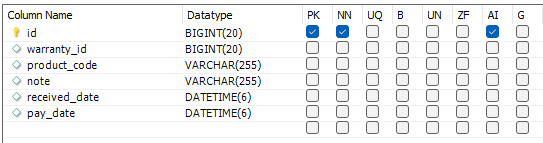 Column Name Datatype PK NN UQ B UN ZF AI G
id BIGINT(20)
warranty_id BIGINT(20)
product_code VARCHAR(255)
note VARCHAR(255)
received_date DATETIME(6)
pay_date DATETIME(6)